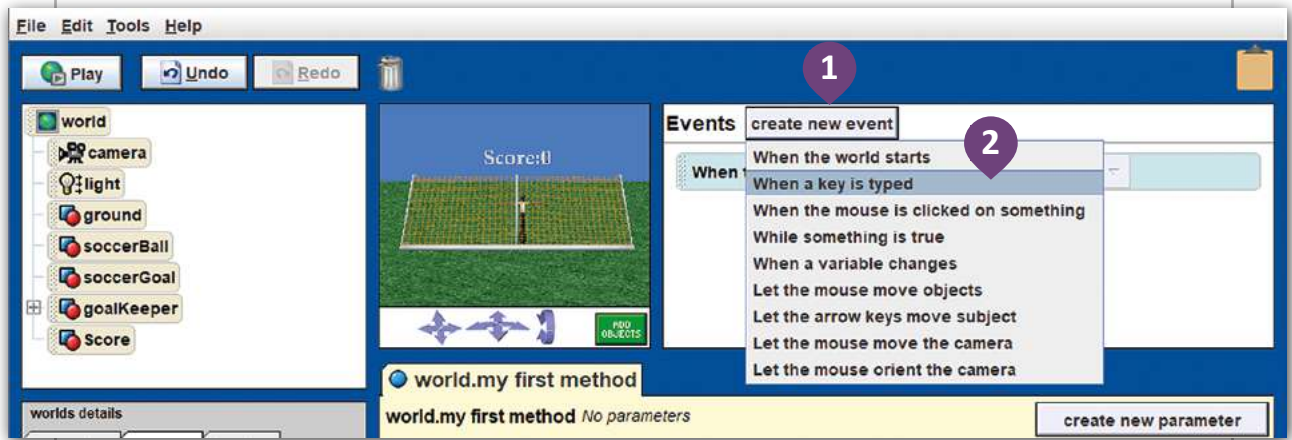 File Edit Tools Help
1
Play Undo Redo
world
camera
light
ground
soccerBall
soccerGoal
goalKeeper
Score
Score:0
ADD OBJECTS
Events create new event
2
When
When the world starts
When a key is typed
When the mouse is clicked on something
While something is true
When a variable changes
Let the mouse move objects
Let the arrow keys move subject
Let the mouse move the camera
Let the mouse orient the camera
world.my first method
world.my first method No parameters
create new parameter
worlds details